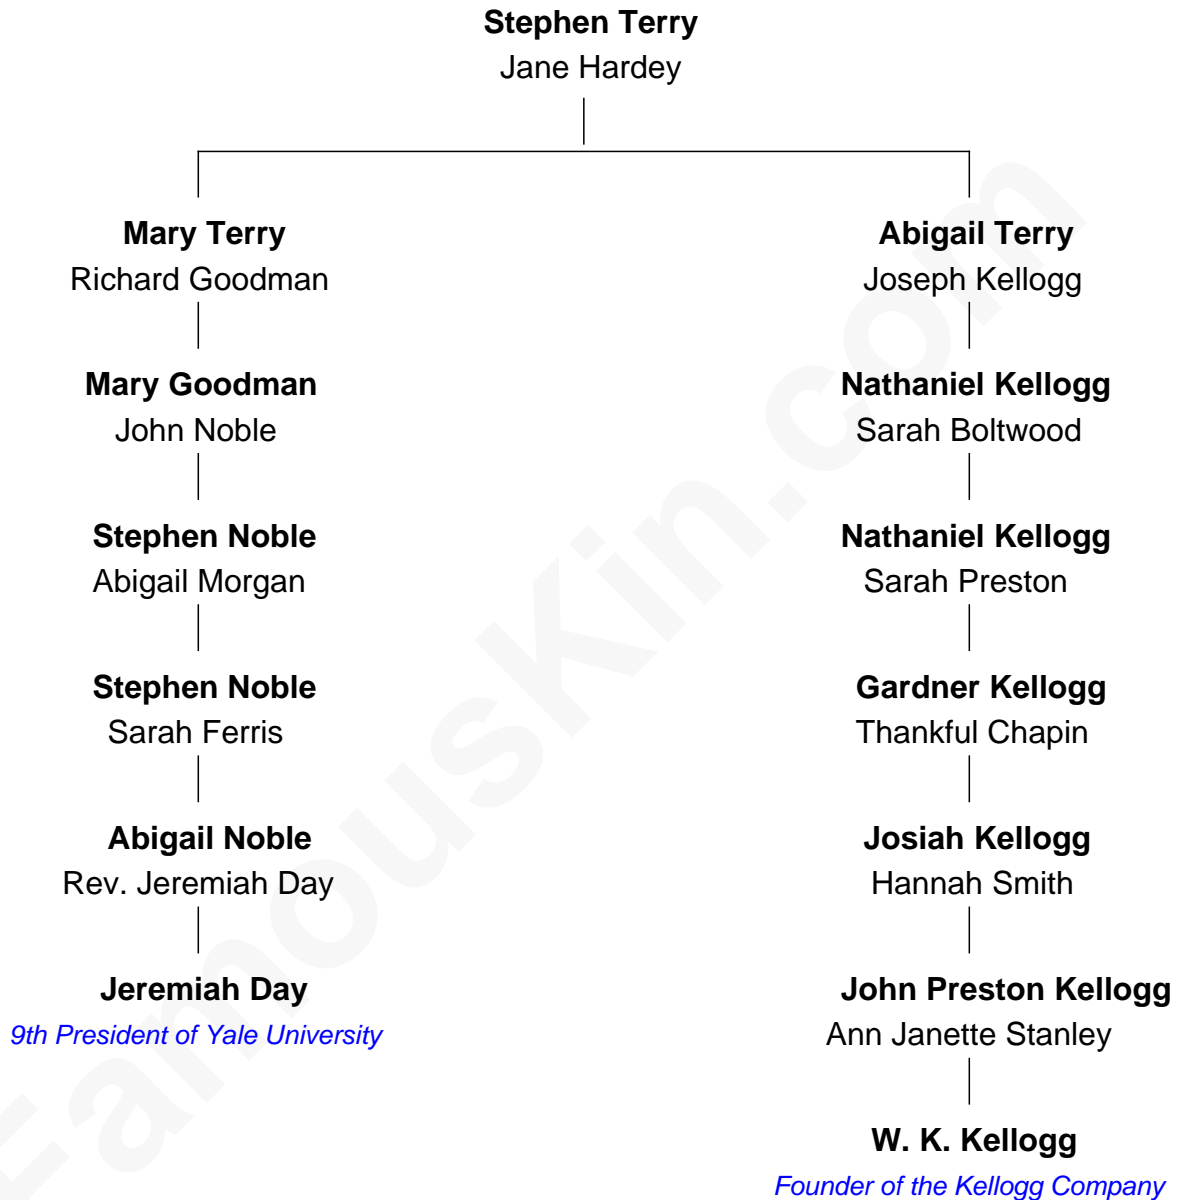 Stephen Terry
Jane Hardey
Mary Terry
Richard Goodman
Abigail Terry
Joseph Kellogg
Mary Goodman
John Noble
Nathaniel Kellogg
Sarah Boltwood
Stephen Noble
Abigail Morgan
Nathaniel Kellogg
Sarah Preston
Stephen Noble
Sarah Ferris
Gardner Kellogg
Thankful Chapin
Abigail Noble
Rev. Jeremiah Day
Josiah Kellogg
Hannah Smith
Jeremiah Day
9th President of Yale University
John Preston Kellogg
Ann Janette Stanley
W. K. Kellogg
Founder of the Kellogg Company
FamousKin.com